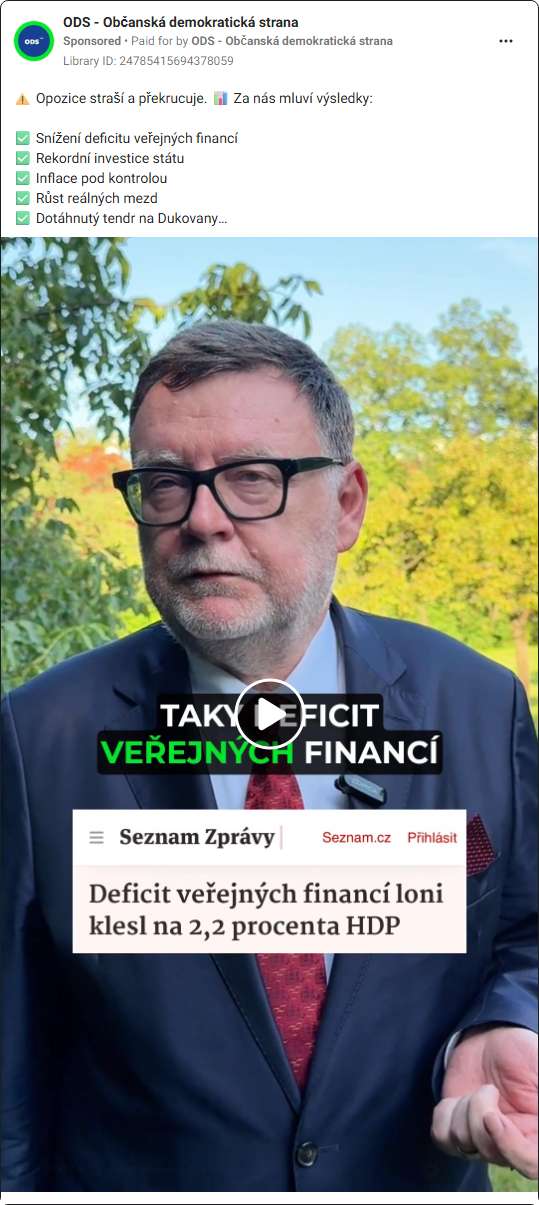 ODS - Občanská demokratická strana
Sponsored • Paid for by ODS - Občanská demokratická strana
Library ID: 24785415694378059
ODS
⚠️ Opozice straší a překrucuje. 📊 Za nás mluví výsledky:
✅ Snížení deficitu veřejných financí
✅ Rekordní investice státu
✅ Inflace pod kontrolou
✅ Růst reálných mezd
✅ Dotáhnutý tendr na Dukovany...
TAKY DEFICIT
VEŘEJNÝCH FINANCÍ
Seznam Zprávy Seznam.cz Přihlásit
Deficit veřejných financí loni
klesl na 2,2 procenta HDP